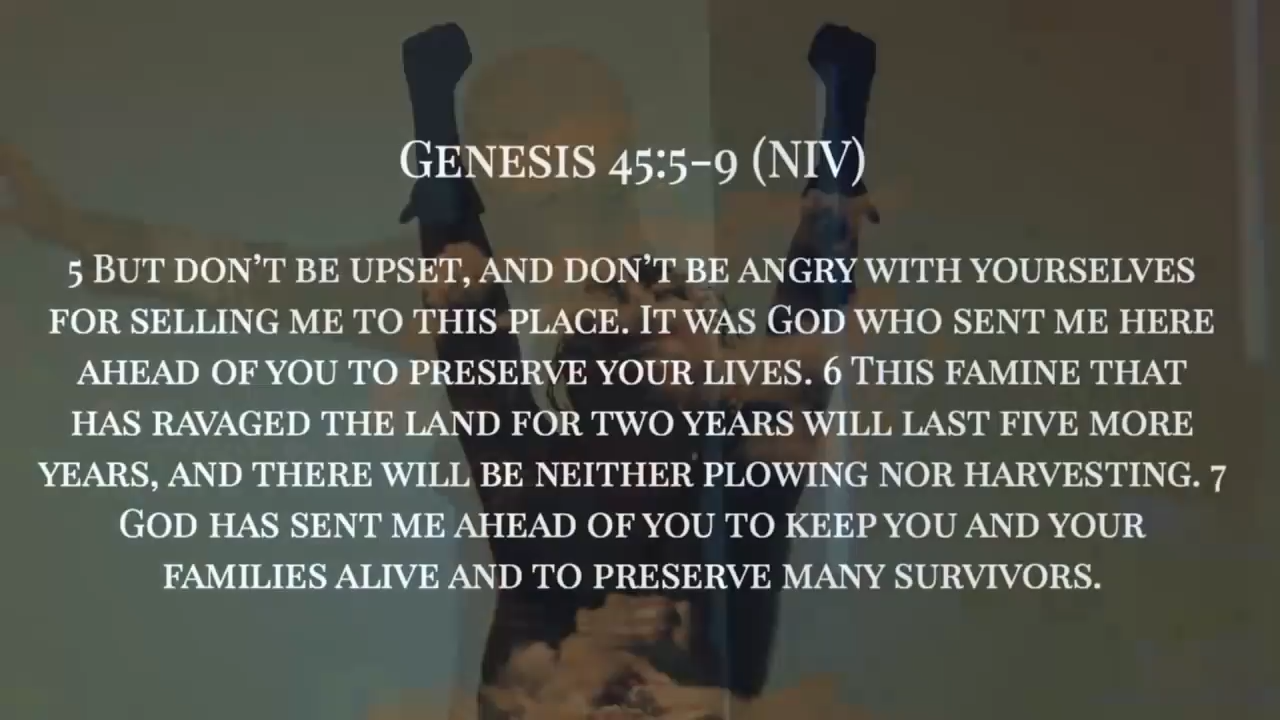 Genesis 45:5-9 (NIV)
5 But don’t be upset, and don’t be angry with yourselves
for selling me to this place. It was God who sent me here
ahead of you to preserve your lives. 6 This famine that
has ravaged the land for two years will last five more
years, and there will be neither plowing nor harvesting. 7
God has sent me ahead of you to keep you and your
families alive and to preserve many survivors.